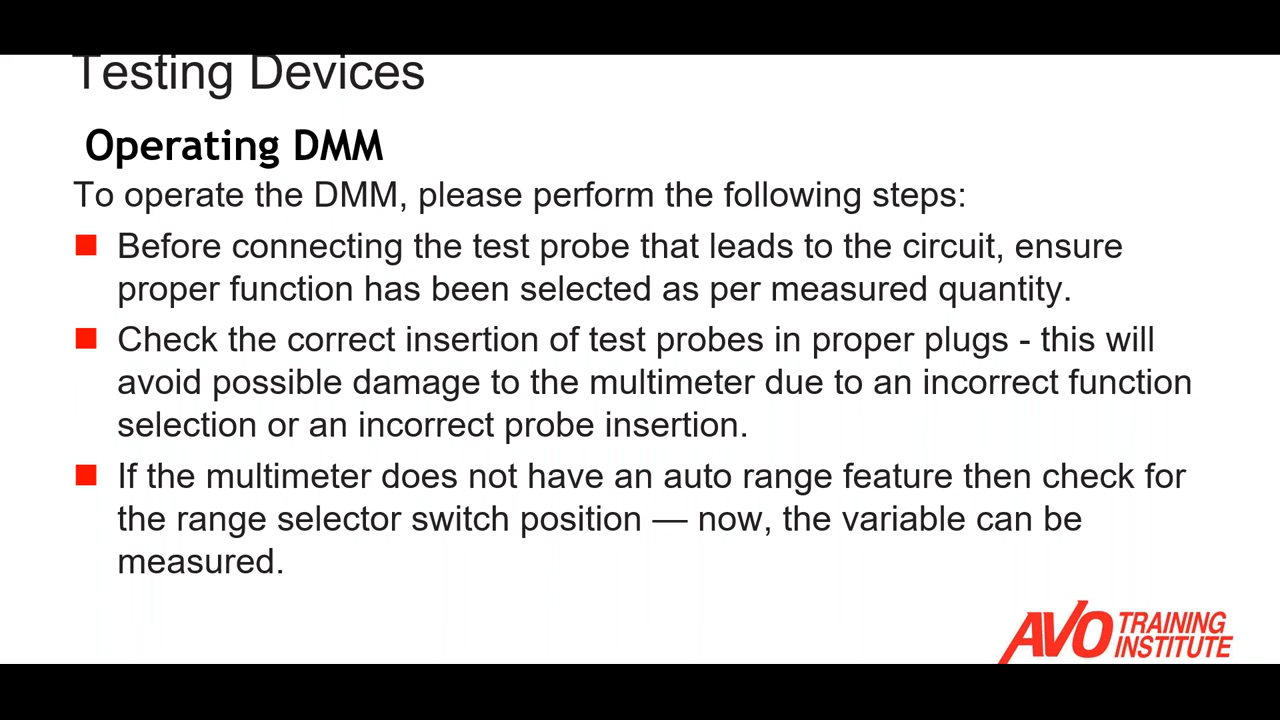 Testing Devices
Operating DMM
To operate the DMM, please perform the following steps:
Before connecting the test probe that leads to the circuit, ensure
proper function has been selected as per measured quantity.
Check the correct insertion of test probes in proper plugs - this will
avoid possible damage to the multimeter due to an incorrect function
selection or an incorrect probe insertion.
If the multimeter does not have an auto range feature then check for
the range selector switch position — now, the variable can be
measured.
AVO TRAINING
INSTITUTE